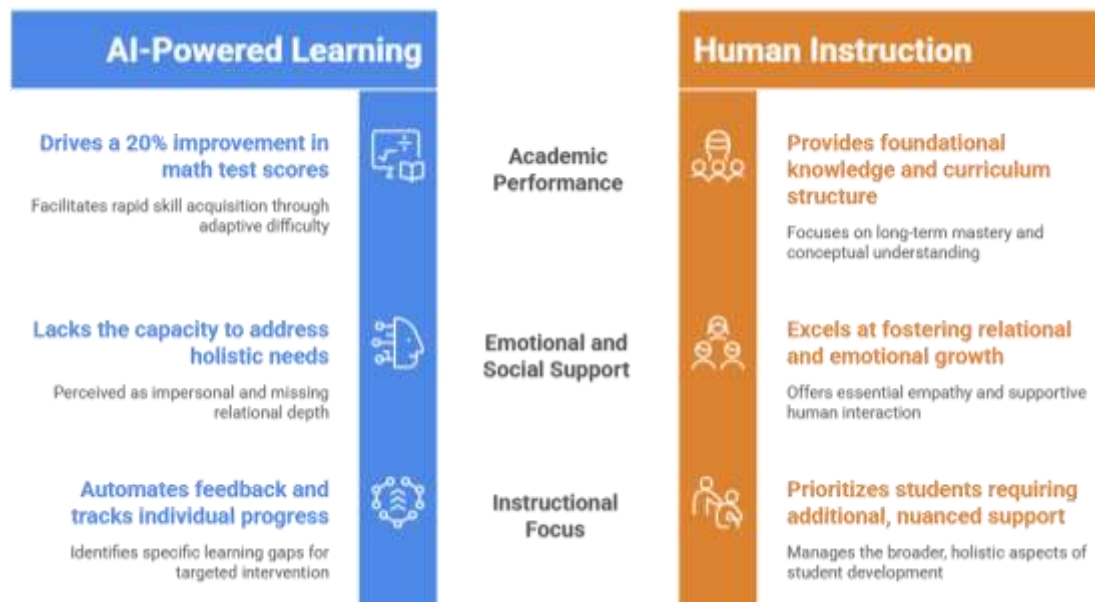 AI-Powered Learning
Human Instruction
Drives a 20% improvement in
math test scores
Facilitates rapid skill acquisition through
adaptive difficulty
Academic
Performance
Provides foundational
knowledge and curriculum
structure
Focuses on long-term mastery and
conceptual understanding
Lacks the capacity to address
holistic needs
Perceived as impersonal and missing
relational depth
Emotional and
Social Support
Excels at fostering relational
and emotional growth
Offers essential empathy and supportive
human interaction
Automates feedback and
tracks individual progress
Identifies specific learning gaps for
targeted intervention
Instructional
Focus
Prioritizes students requiring
additional, nuanced support
Manages the broader, holistic aspects of
student development